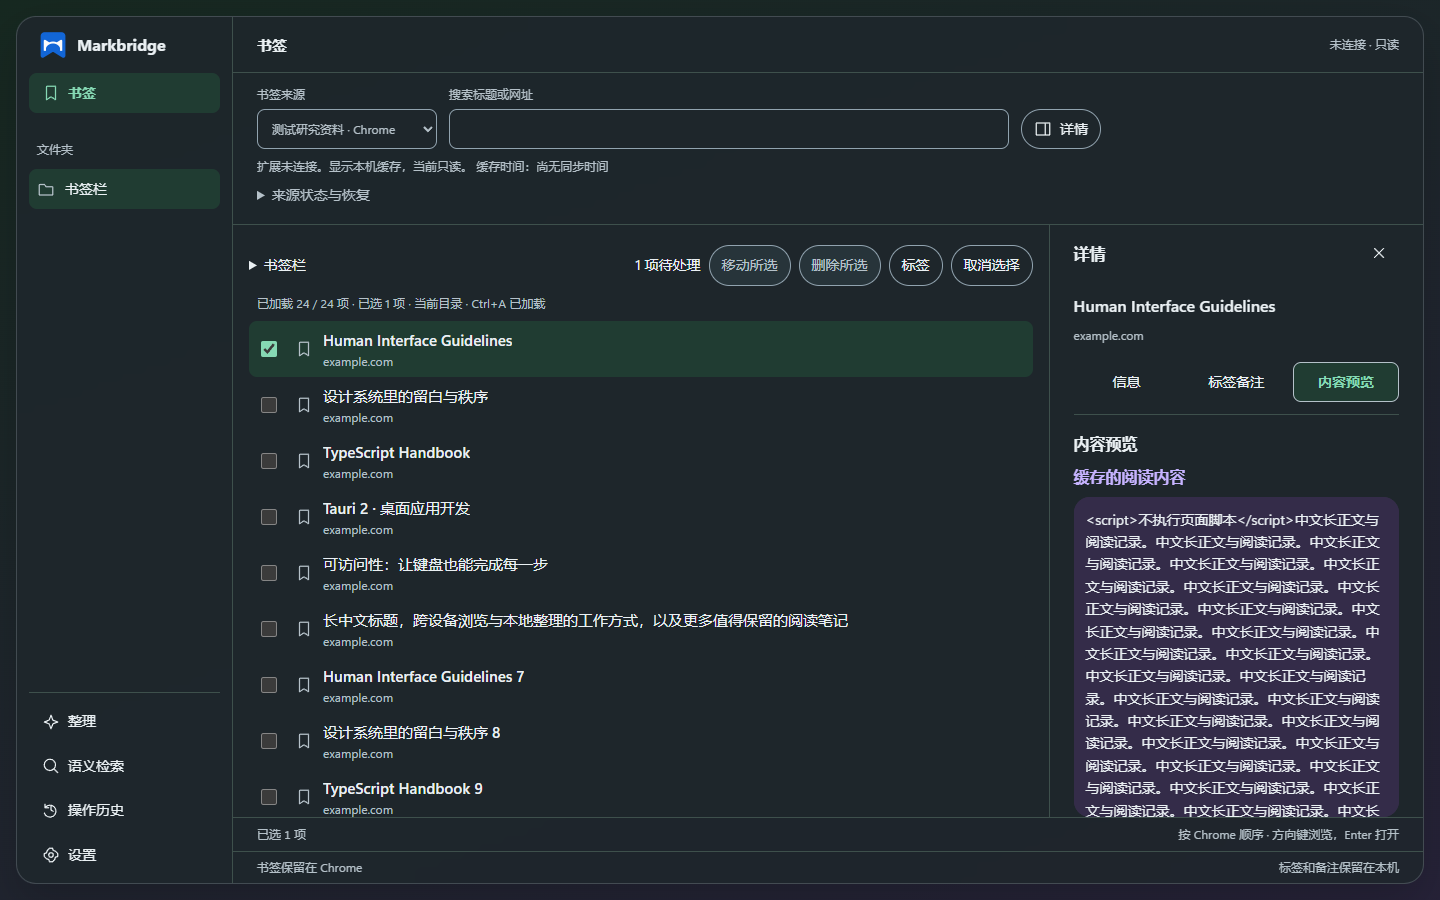 Markbridge
书签
文件夹
书签栏
整理
语义检索
操作历史
设置
书签
未连接 · 只读
书签来源
搜索标题或网址
测试研究资料 · Chrome
详情
扩展未连接。显示本机缓存，当前只读。 缓存时间：尚无同步时间
来源状态与恢复
书签栏
1 项待处理
移动所选
删除所选
标签
取消选择
已加载 24 / 24 项 · 已选 1 项 · 当前目录 · Ctrl+A 已加载
Human Interface Guidelines
example.com
设计系统里的留白与秩序
example.com
TypeScript Handbook
example.com
Tauri 2 · 桌面应用开发
example.com
可访问性：让键盘也能完成每一步
example.com
长中文标题，跨设备浏览与本地整理的工作方式，以及更多值得保留的阅读笔记
example.com
Human Interface Guidelines 7
example.com
设计系统里的留白与秩序 8
example.com
TypeScript Handbook 9
example.com
详情
Human Interface Guidelines
example.com
信息
标签备注
内容预览
内容预览
缓存的阅读内容
<script>不执行页面脚本</script>中文长正文与
阅读记录。中文长正文与阅读记录。中文长正文
与阅读记录。中文长正文与阅读记录。中文长正
文与阅读记录。中文长正文与阅读记录。中文长
正文与阅读记录。中文长正文与阅读记录。中文
长正文与阅读记录。中文长正文与阅读记录。中
文长正文与阅读记录。中文长正文与阅读记录。
中文长正文与阅读记录。中文长正文与阅读记
录。中文长正文与阅读记录。中文长正文与阅读
记录。中文长正文与阅读记录。中文长正文与阅
读记录。中文长正文与阅读记录。中文长正文与
阅读记录。中文长正文与阅读记录。中文长正文
与阅读记录。中文长正文与阅读记录。中文长正
文与阅读记录。中文长正文与阅读记录。中文长
已选 1 项
按 Chrome 顺序 · 方向键浏览，Enter 打开
书签保留在 Chrome
标签和备注保留在本机